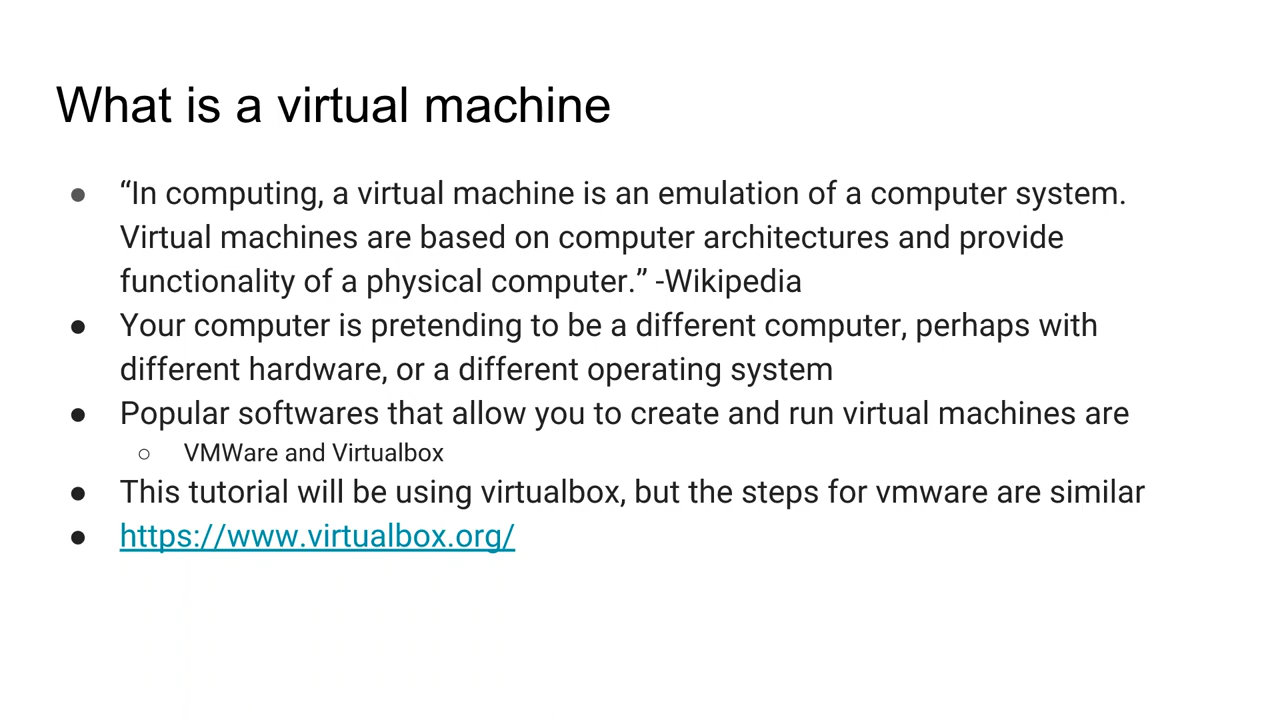 What is a virtual machine
● “In computing, a virtual machine is an emulation of a computer system.
Virtual machines are based on computer architectures and provide
functionality of a physical computer.” -Wikipedia
● Your computer is pretending to be a different computer, perhaps with
different hardware, or a different operating system
● Popular softwares that allow you to create and run virtual machines are
○ VMWare and Virtualbox
● This tutorial will be using virtualbox, but the steps for vmware are similar
● https://www.virtualbox.org/